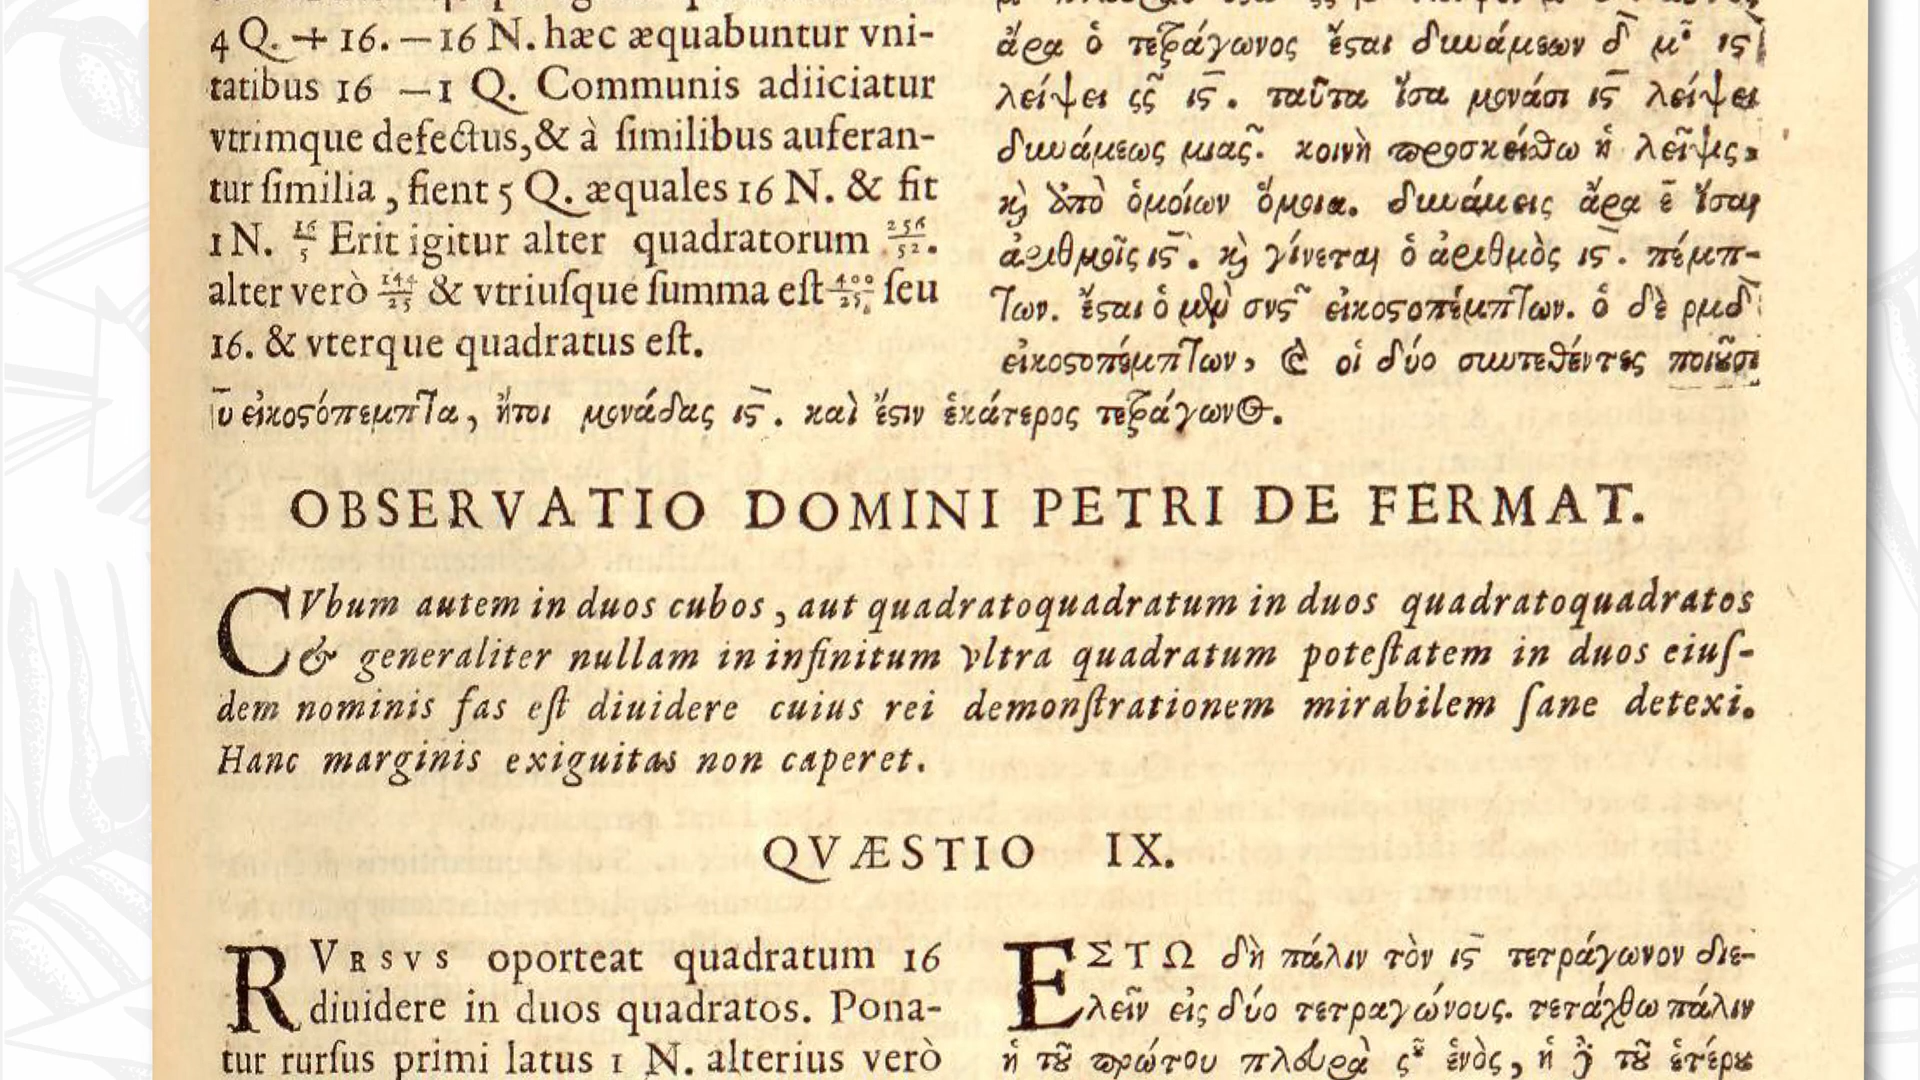 4 Q. + 16. — 16 N. hæc æquabuntur vni-
tatibus 16 — 1 Q. Communis adiiciatur
vtrimque defectus, & à ſimilibus auferan-
tur ſimilia, fient 5 Q. æquales 16 N. & fit
1 N. 16/5 Erit igitur alter quadratorum 256/52.
alter verò 144/25 & vtriuſque ſumma eſt 400/25, ſeu
16. & vterque quadratus eſt.
ἄρα ὁ τετράγωνος ἔσται δυνάμεων δ̄ μο ις̄
λείψει ςς ις̄. ταῦτα ἴσα μονάσι ις̄ λείψει
δυνάμεως μιας. κοινὴ προσκείσθω ἡ λεῖψις,
καὶ ἀπὸ ὁμοίων ὅμοια. δυνάμεις ἄρα ε̄ ἴσαι
ἀριθμοῖς ις̄. καὶ γίνεται ὁ ἀριθμὸς ις̄. πέμπ-
των. ἔσται ὁ μὲν σνς εἰκοστοπέμπτων. ὁ δὲ ρμδ
εἰκοστοπέμπτων, & οἱ δύο συντεθέντες ποιοῦσι
ῡ εἰκοστόπεμπτα, ἤτοι μονάδας ις̄. καὶ ἔστιν ἑκάτερος τετράγωνος.
OBSERVATIO DOMINI PETRI DE FERMAT.
CVbum autem in duos cubos, aut quadratoquadratum in duos quadratoquadratos
& generaliter nullam in infinitum vltra quadratum poteſtatem in duos eiuſ-
dem nominis fas eſt diuidere cuius rei demonſtrationem mirabilem ſane detexi.
Hanc marginis exiguitas non caperet.
QVÆSTIO IX.
RVRSVS oporteat quadratum 16
diuidere in duos quadratos. Pona-
tur rurſus primi latus 1 N. alterius verò
ΕΣΤΩ δὴ πάλιν τὸν ις̄ τετράγωνον διε-
λεῖν εἰς δύο τετραγώνους. τετάχθω πάλιν
ἡ τοῦ πρώτου πλευρὰ ςοῦ ἑνὸς, ἡ δὲ τοῦ ἑτέρου